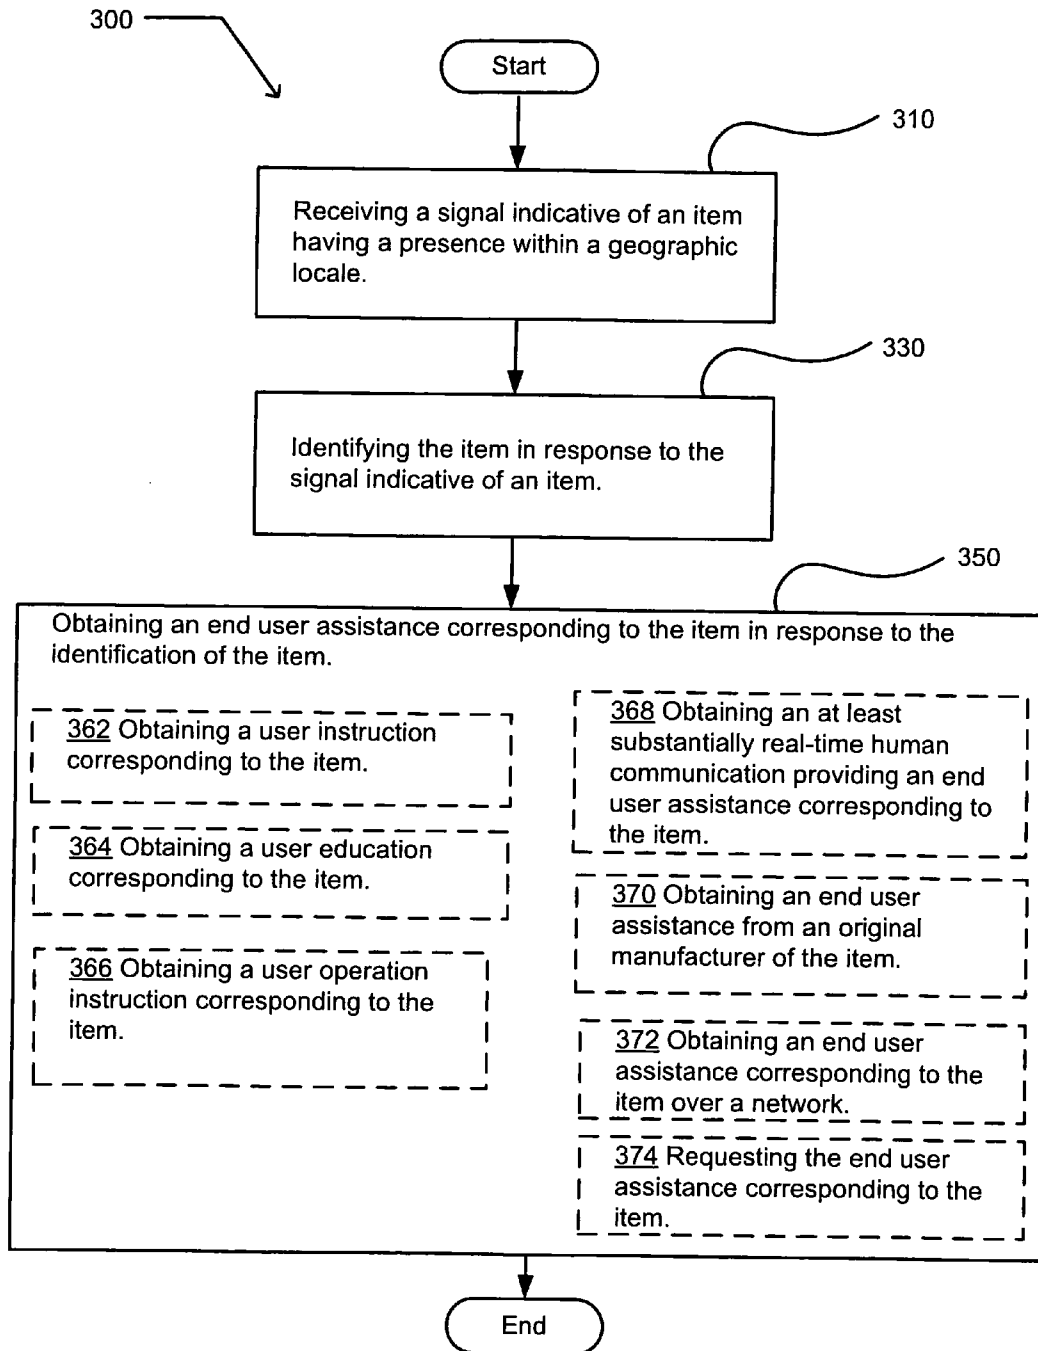 300
Start
310
Receiving a signal indicative of an item
having a presence within a geographic
locale.
330
Identifying the item in response to the
signal indicative of an item.
350
Obtaining an end user assistance corresponding to the item in response to the
identification of the item.
362 Obtaining a user instruction
corresponding to the item.
364 Obtaining a user education
corresponding to the item.
366 Obtaining a user operation
instruction corresponding to the
item.
368 Obtaining an at least
substantially real-time human
communication providing an end
user assistance corresponding to
the item.
370 Obtaining an end user
assistance from an original
manufacturer of the item.
372 Obtaining an end user
assistance corresponding to the
item over a network.
374 Requesting the end user
assistance corresponding to the
item.
End